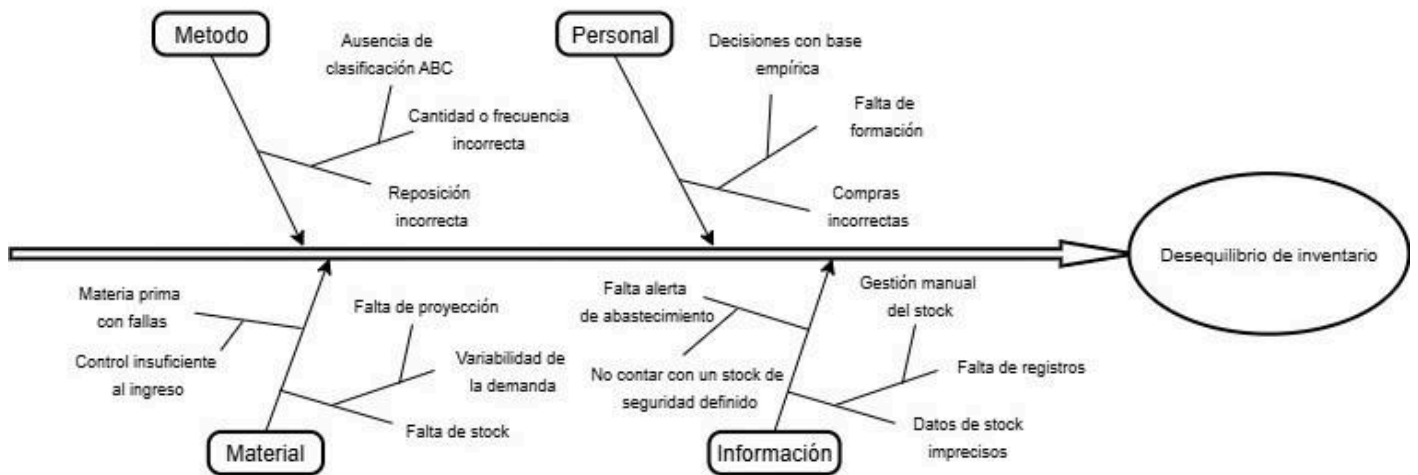 Metodo
Ausencia de
clasificación ABC
Cantidad o frecuencia
incorrecta
Reposición
incorrecta
Personal
Decisiones con base
empírica
Falta de
formación
Compras
incorrectas
Desequilibrio de inventario
Materia prima
con fallas
Control insuficiente
al ingreso
Falta de proyección
Variabilidad de
la demanda
Falta de stock
Material
Falta alerta
de abastecimiento
No contar con un stock de
seguridad definido
Gestión manual
del stock
Falta de registros
Datos de stock
imprecisos
Información